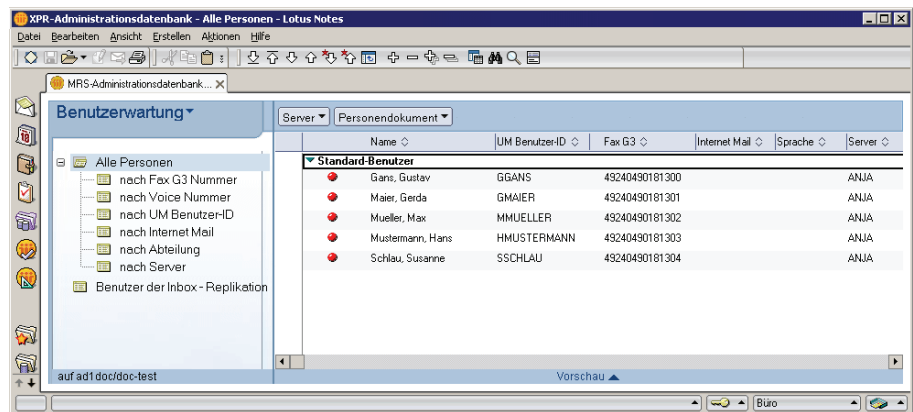 XPR-Administrationsdatenbank - Alle Personen - Lotus Notes
Datei Bearbeiten Ansicht Erstellen Aktionen Hilfe
MRS-Administrationsdatenbank...
Benutzerwartung
Server Personendokument
Name UM Benutzer-ID Fax G3 Internet Mail Sprache Server
Alle Personen
nach Fax G3 Nummer
nach Voice Nummer
nach UM Benutzer-ID
nach Internet Mail
nach Abteilung
nach Server
Benutzer der Inbox - Replikation
Standard-Benutzer
Gans, Gustav GGANS 49240490181300 ANJA
Maier, Gerda GMAIER 49240490181301 ANJA
Mueller, Max MMUELLER 49240490181302 ANJA
Mustermann, Hans HMUSTERMANN 49240490181303 ANJA
Schlau, Susanne SSCHLAU 49240490181304 ANJA
auf ad1doc/doc-test
Vorschau
Büro